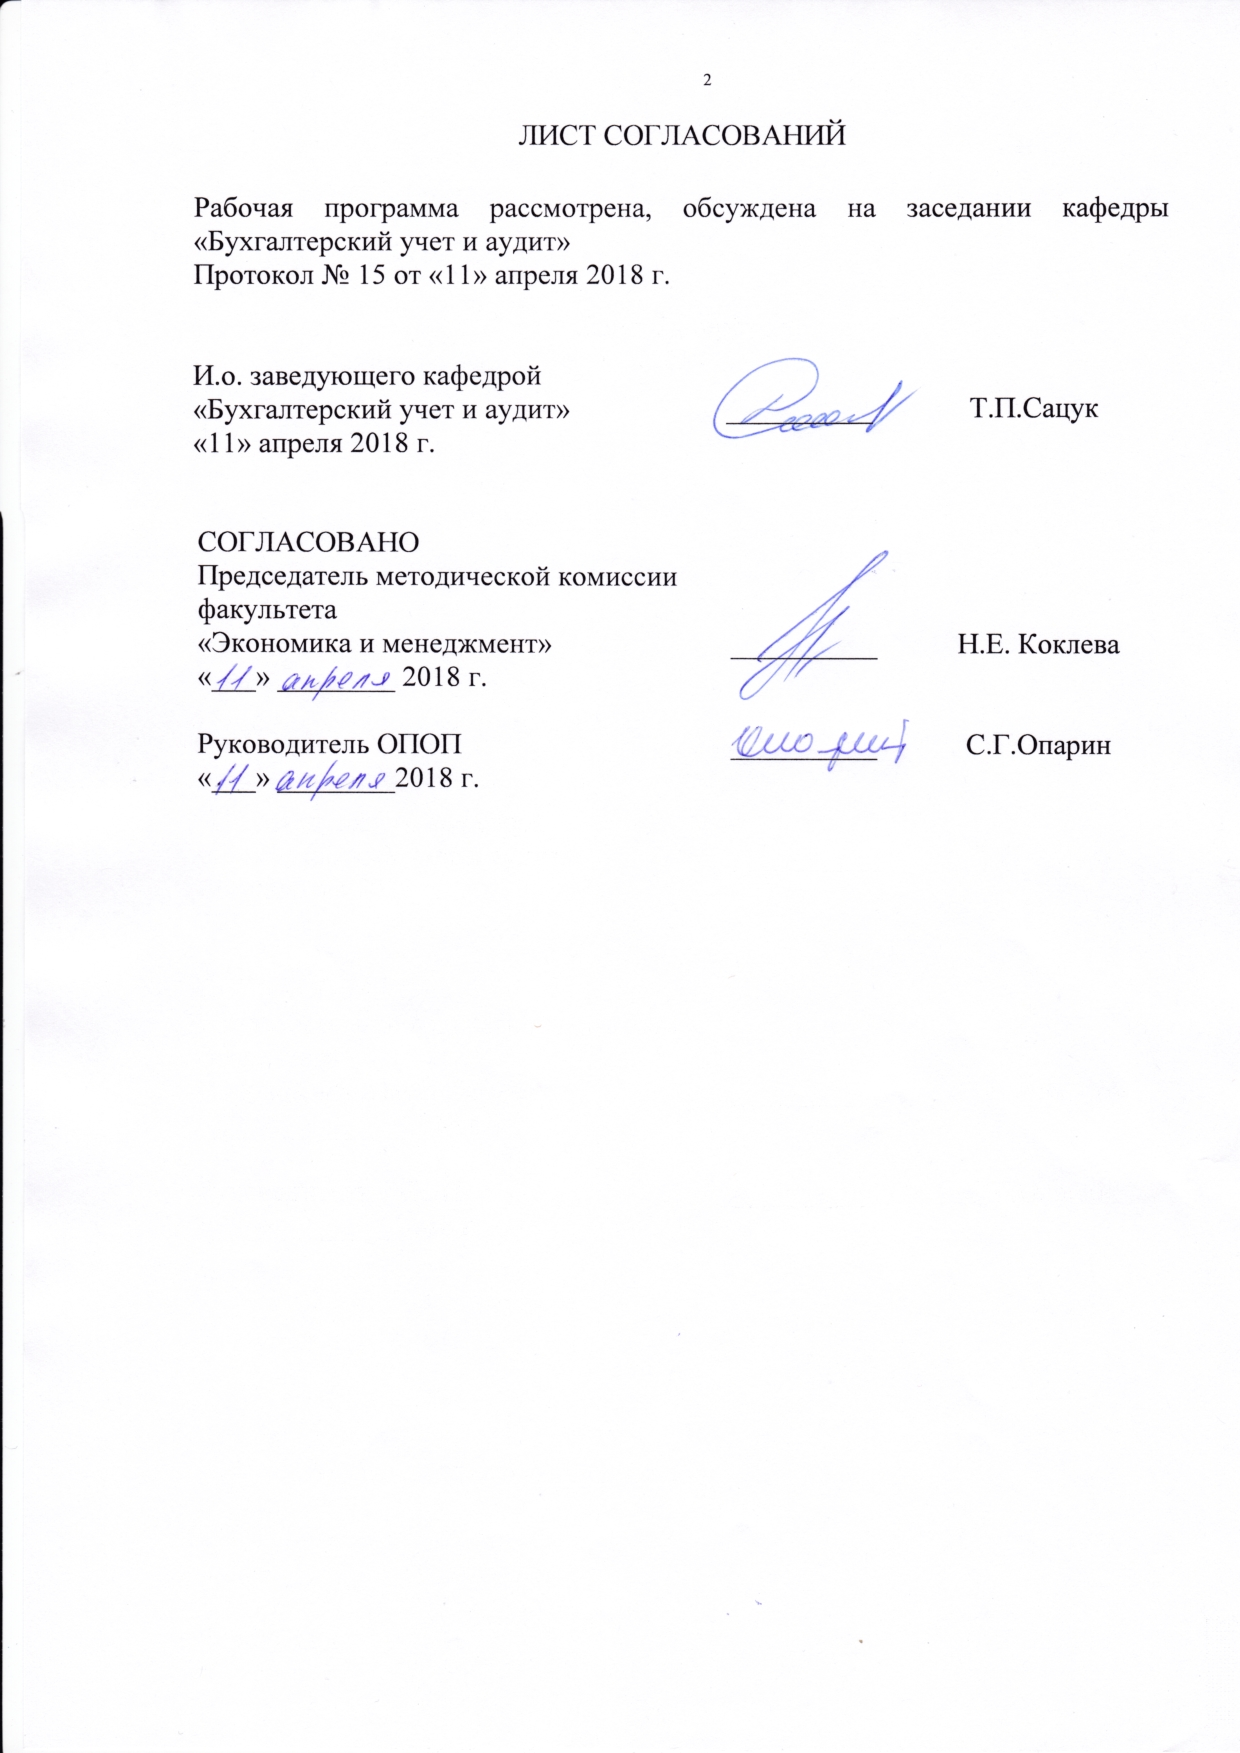 2
ЛИСТ СОГЛАСОВАНИЙ
Рабочая программа рассмотрена, обсуждена на заседании кафедры
«Бухгалтерский учет и аудит»
Протокол № 15 от «11» апреля 2018 г.
И.о. заведующего кафедрой
«Бухгалтерский учет и аудит» Т.П.Сацук
«11» апреля 2018 г.
СОГЛАСОВАНО
Председатель методической комиссии
факультета
«Экономика и менеджмент» Н.Е. Коклева
«11» апреля 2018 г.
Руководитель ОПОП С.Г.Опарин
«11» апреля 2018 г.